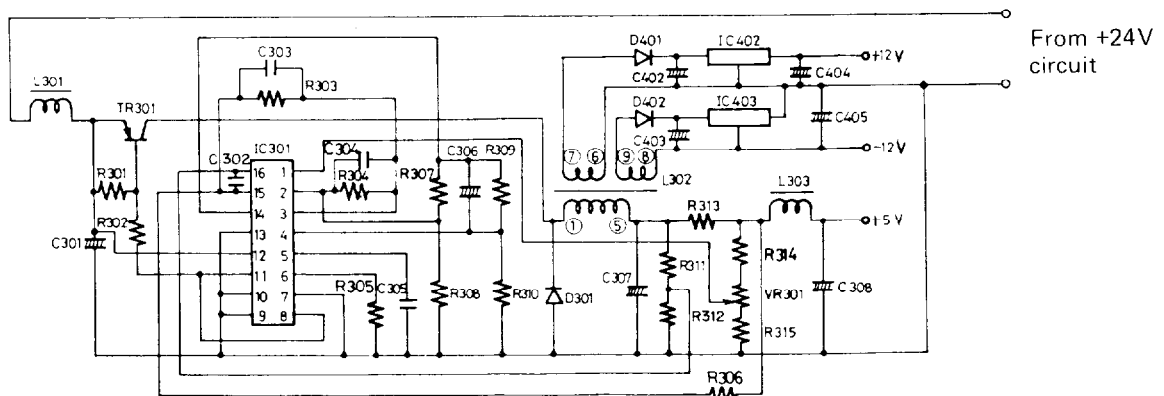 From +24V
circuit
D401
IC402
+12V
C303
C402
C404
L301
R303
TR301
D402
IC403
C405
C403
IC301
C304
C306
R309
7 6 9 8
-12V
C302
R304
R307
L302
L303
R301
16 1
15 2
R313
+5V
R302
14 3
1 5
C301
13 4
R314
12 5
R311
11 6
R305
C305
C307
VR301
C308
10 7
R308
R310
D301
R312
9 8
R315
R306